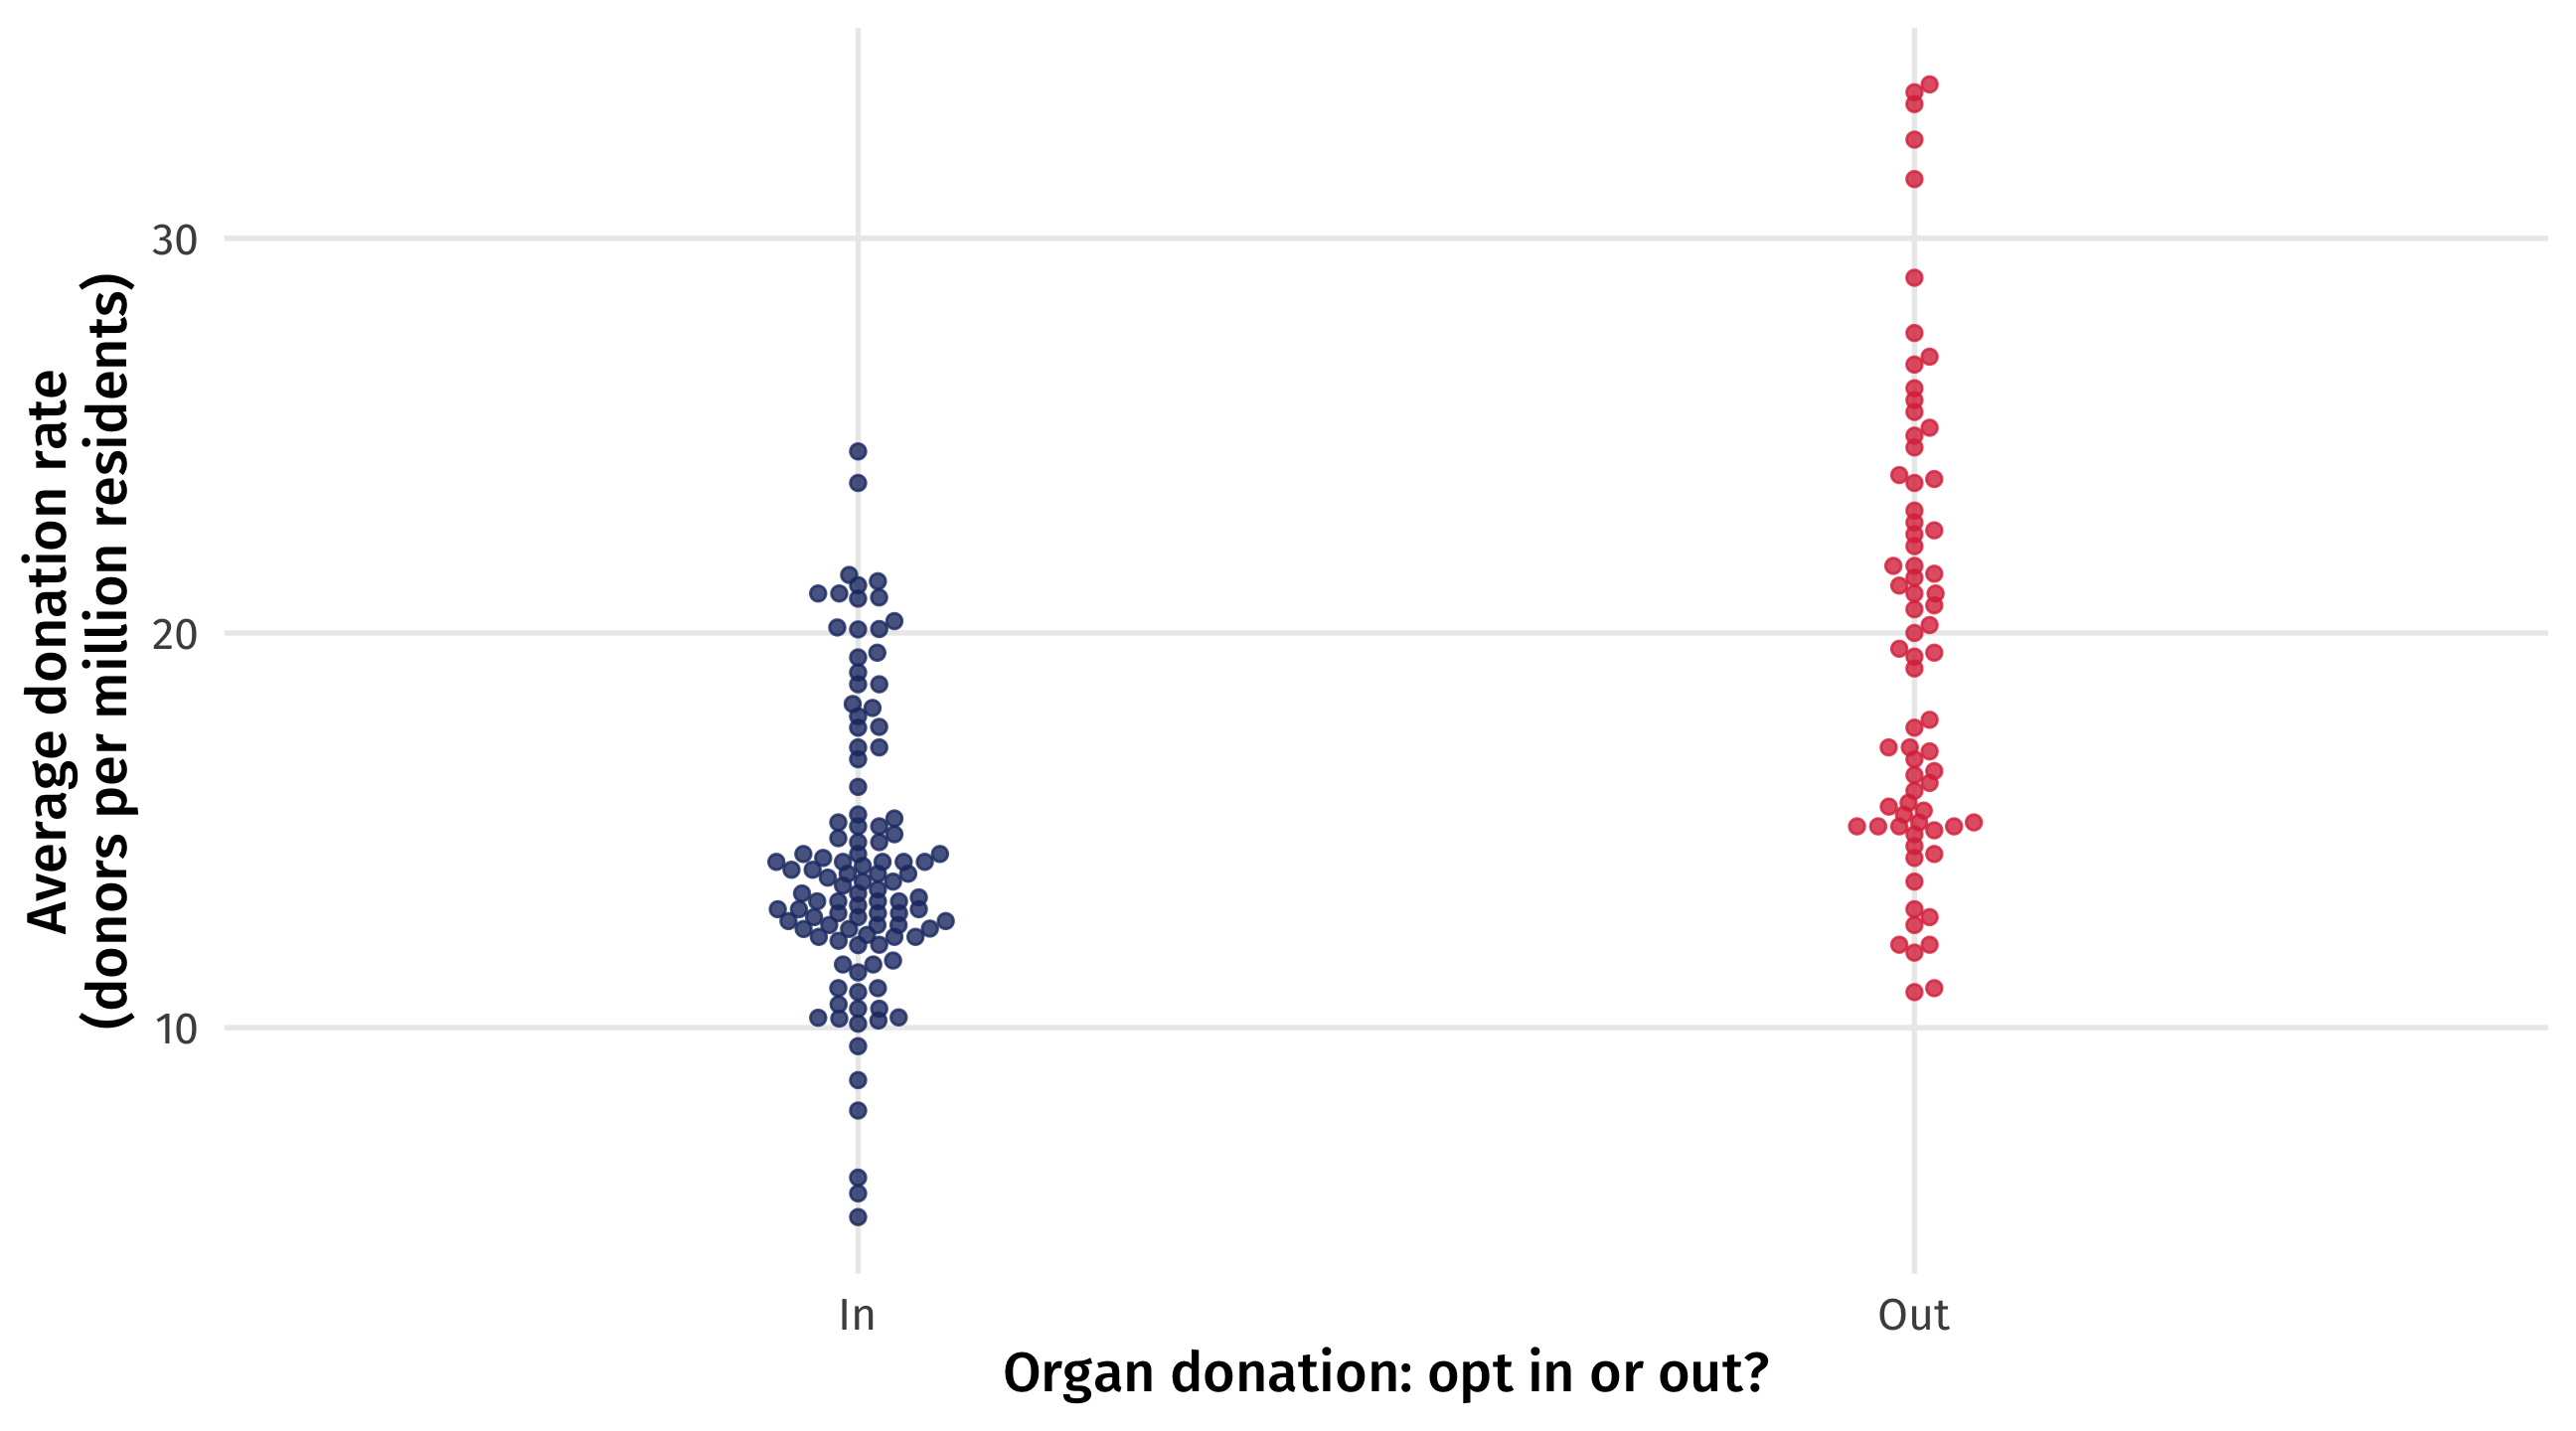 Average donation rate
(donors per million residents)
30
20
10
In
Out
Organ donation: opt in or out?